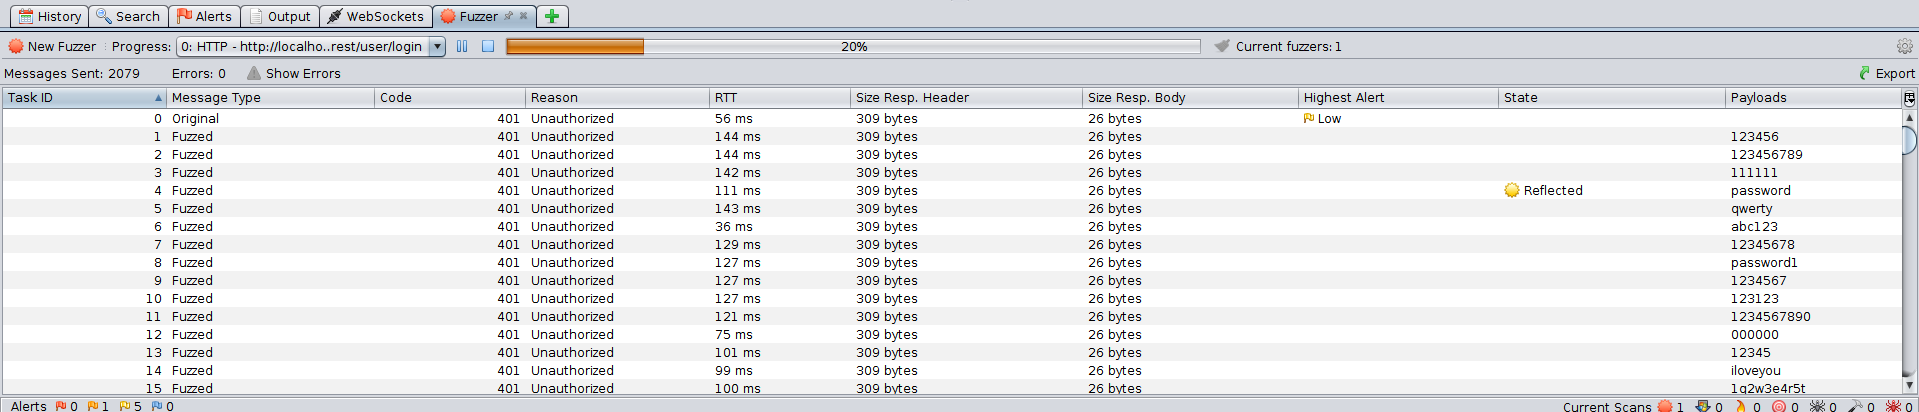 History Search Alerts Output WebSockets Fuzzer
New Fuzzer Progress: 0: HTTP - http://localho..rest/user/login 20% Current fuzzers: 1
Messages Sent: 2079 Errors: 0 Show Errors Export
Task ID Message Type Code Reason RTT Size Resp. Header Size Resp. Body Highest Alert State Payloads
0 Original 401 Unauthorized 56 ms 309 bytes 26 bytes Low
1 Fuzzed 401 Unauthorized 144 ms 309 bytes 26 bytes 123456
2 Fuzzed 401 Unauthorized 144 ms 309 bytes 26 bytes 123456789
3 Fuzzed 401 Unauthorized 142 ms 309 bytes 26 bytes 111111
4 Fuzzed 401 Unauthorized 111 ms 309 bytes 26 bytes Reflected password
5 Fuzzed 401 Unauthorized 143 ms 309 bytes 26 bytes qwerty
6 Fuzzed 401 Unauthorized 36 ms 309 bytes 26 bytes abc123
7 Fuzzed 401 Unauthorized 129 ms 309 bytes 26 bytes 12345678
8 Fuzzed 401 Unauthorized 127 ms 309 bytes 26 bytes password1
9 Fuzzed 401 Unauthorized 127 ms 309 bytes 26 bytes 1234567
10 Fuzzed 401 Unauthorized 127 ms 309 bytes 26 bytes 123123
11 Fuzzed 401 Unauthorized 121 ms 309 bytes 26 bytes 1234567890
12 Fuzzed 401 Unauthorized 75 ms 309 bytes 26 bytes 000000
13 Fuzzed 401 Unauthorized 101 ms 309 bytes 26 bytes 12345
14 Fuzzed 401 Unauthorized 99 ms 309 bytes 26 bytes iloveyou
15 Fuzzed 401 Unauthorized 100 ms 309 bytes 26 bytes 1q2w3e4r5t
Alerts 0 1 5 0 Current Scans 1 0 0 0 0 0 0